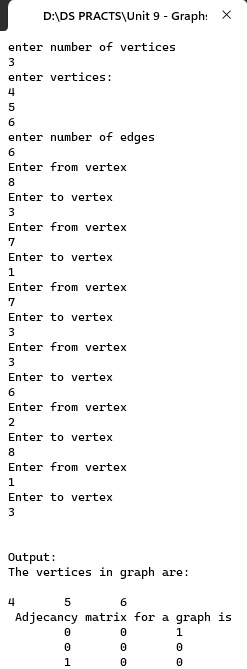 D:\DS PRACTS\Unit 9 - Graphs
enter number of vertices
3
enter vertices:
4
5
6
enter number of edges
6
Enter from vertex
8
Enter to vertex
3
Enter from vertex
7
Enter to vertex
1
Enter from vertex
7
Enter to vertex
3
Enter from vertex
3
Enter to vertex
6
Enter from vertex
2
Enter to vertex
8
Enter from vertex
1
Enter to vertex
3
Output:
The vertices in graph are:
4 5 6
Adjecancy matrix for a graph is
0 0 1
0 0 0
1 0 0